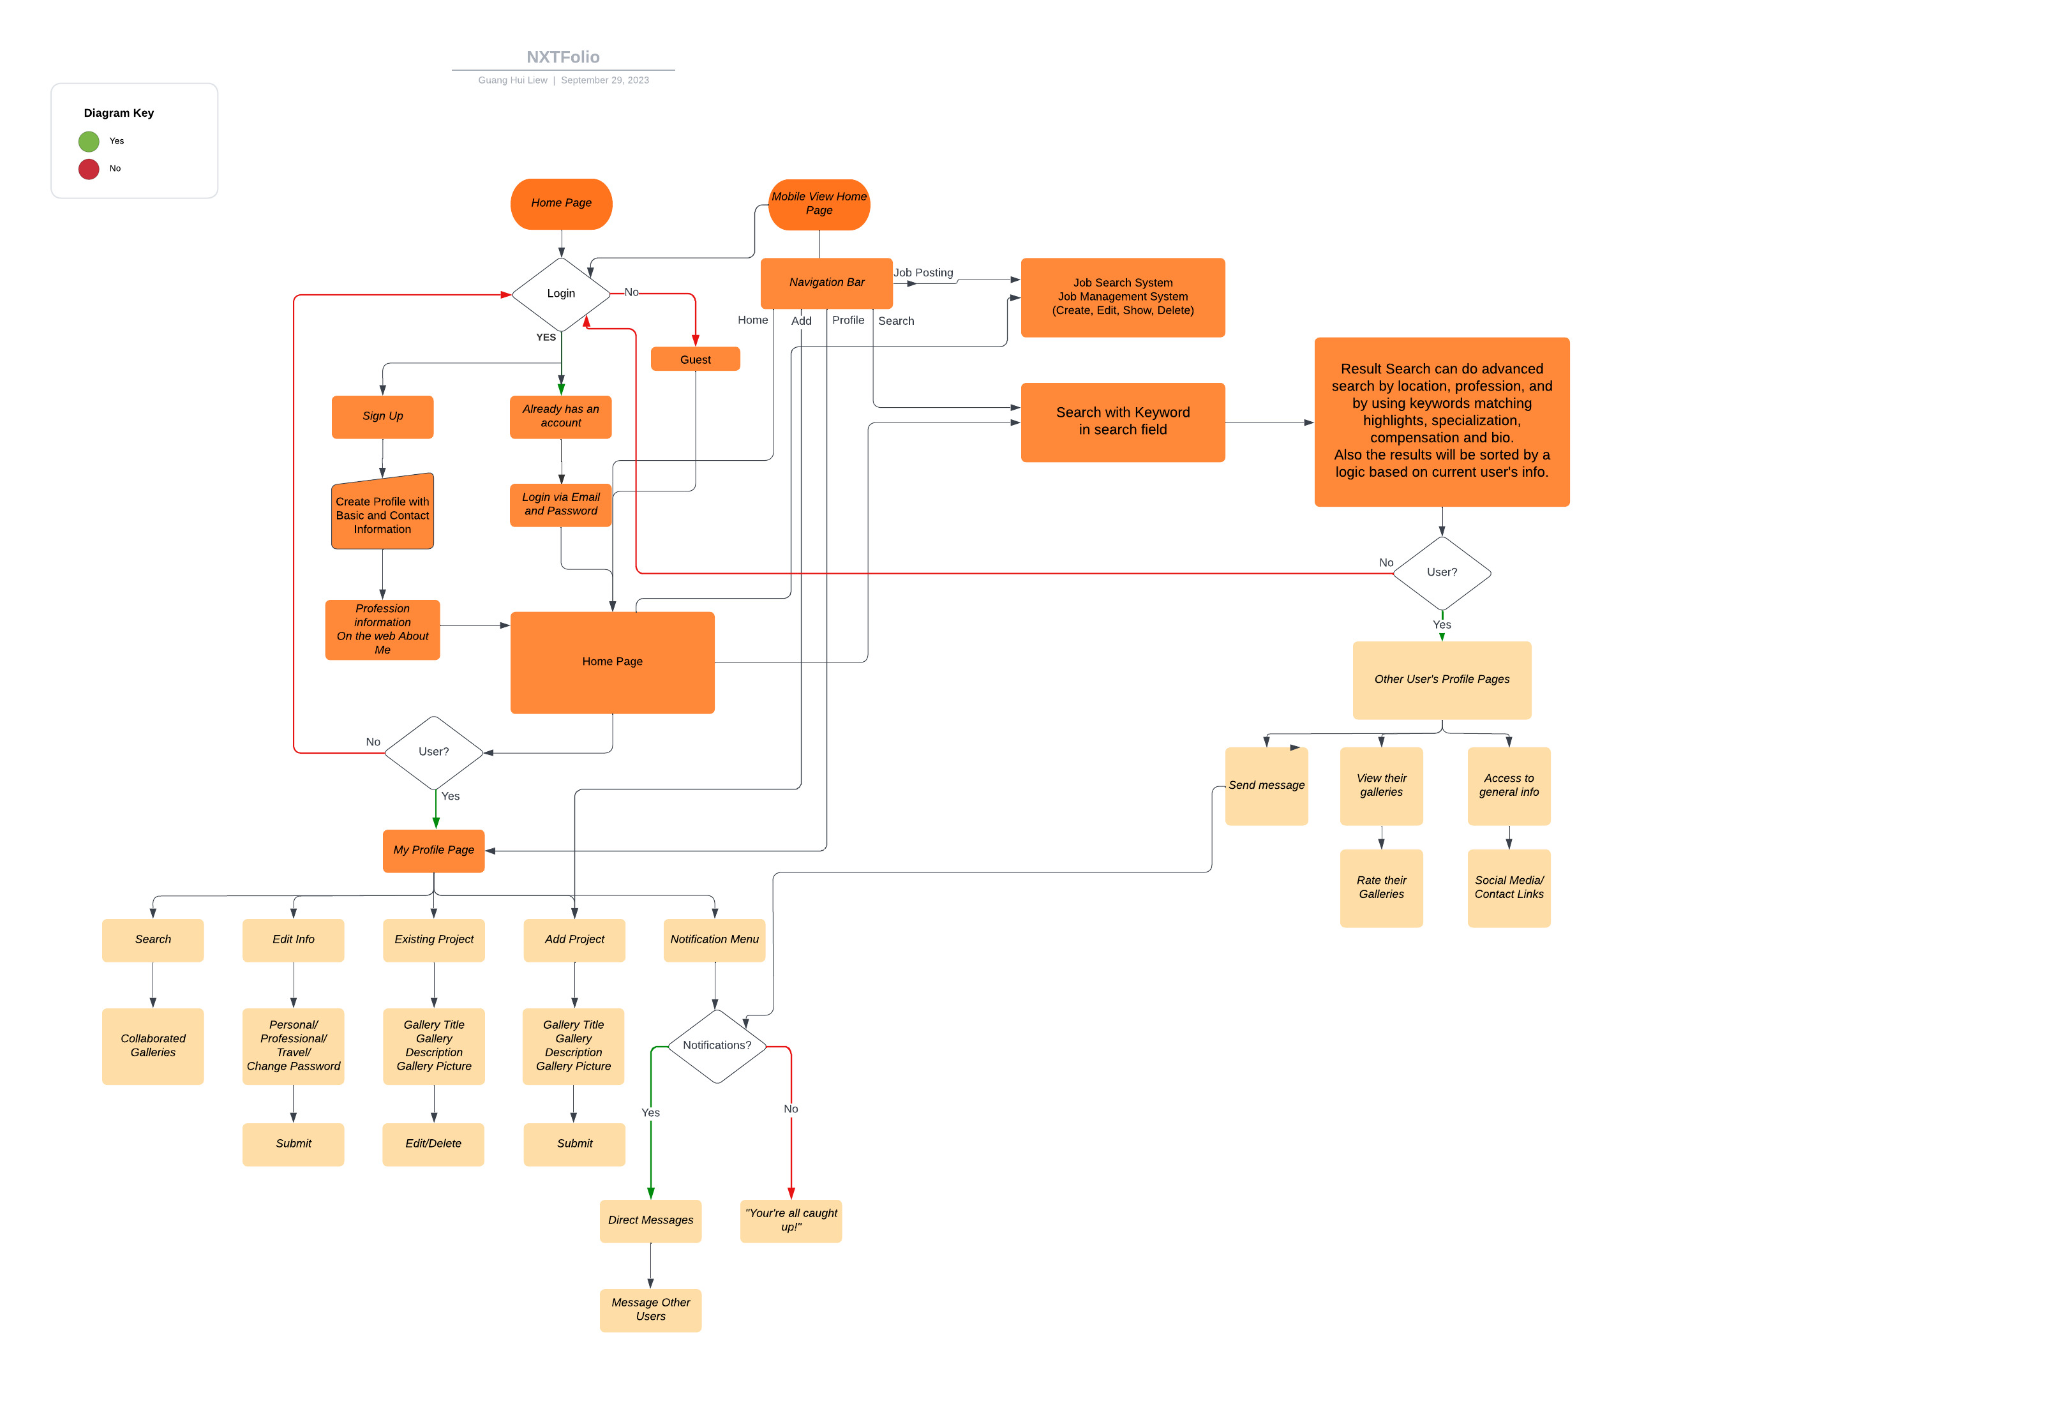 NXTFolio
Guang Hui Liew | September 29, 2023
Diagram Key
Yes
No
Home Page
Mobile View Home
Page
Login
No
YES
Navigation Bar
Job Posting
Home
Add
Profile
Search
Job Search System
Job Management System
(Create, Edit, Show, Delete)
Guest
Sign Up
Already has an
account
Search with Keyword
in search field
Result Search can do advanced
search by location, profession, and
by using keywords matching
highlights, specialization,
compensation and bio.
Also the results will be sorted by a
logic based on current user's info.
Create Profile with
Basic and Contact
Information
Login via Email
and Password
No
User?
Yes
Profession
information
On the web About
Me
Home Page
Other User's Profile Pages
No
User?
Yes
Send message
View their
galleries
Access to
general info
My Profile Page
Rate their
Galleries
Social Media/
Contact Links
Search
Edit Info
Existing Project
Add Project
Notification Menu
Collaborated
Galleries
Personal/
Professional/
Travel/
Change Password
Gallery Title
Gallery
Description
Gallery Picture
Gallery Title
Gallery
Description
Gallery Picture
Notifications?
Yes
No
Submit
Edit/Delete
Submit
Direct Messages
"Your're all caught
up!"
Message Other
Users